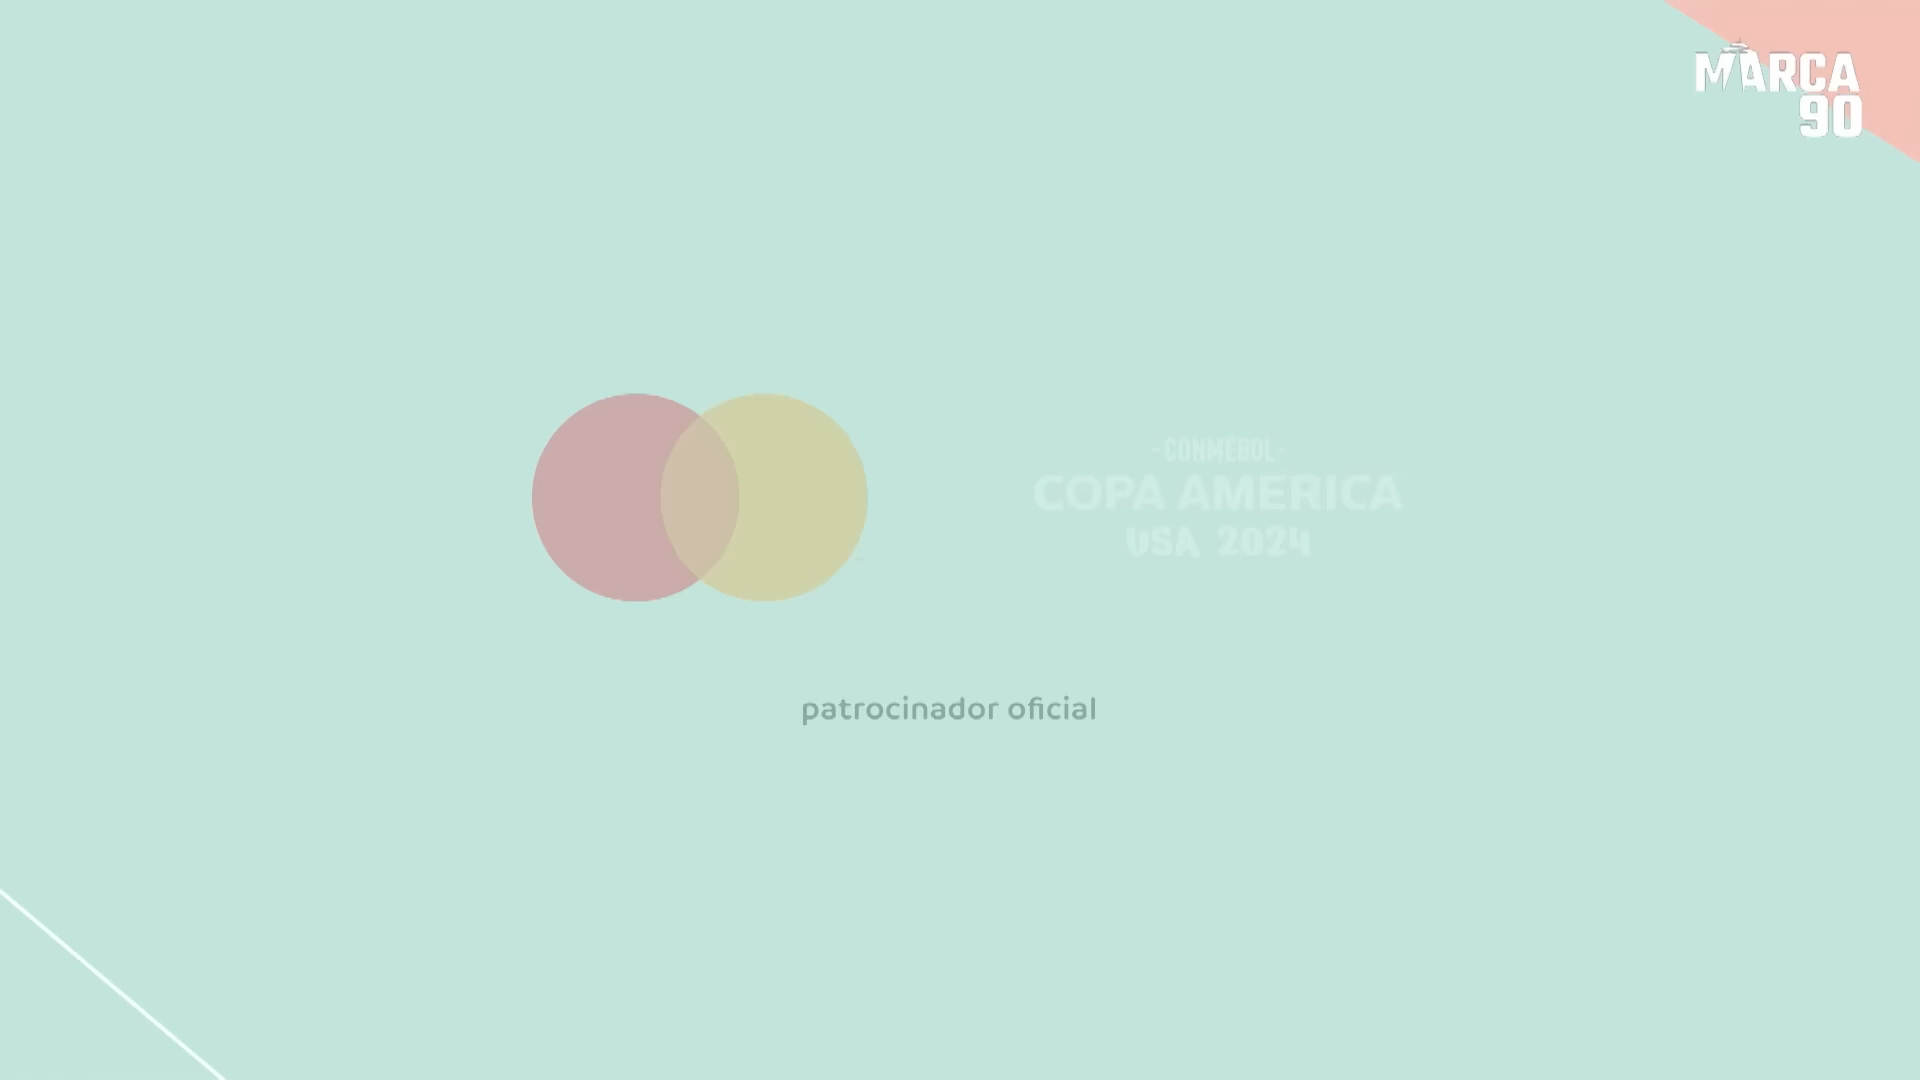 MARCA
90
-CONMEBOL-
COPA AMERICA
USA 2024
patrocinador oficial